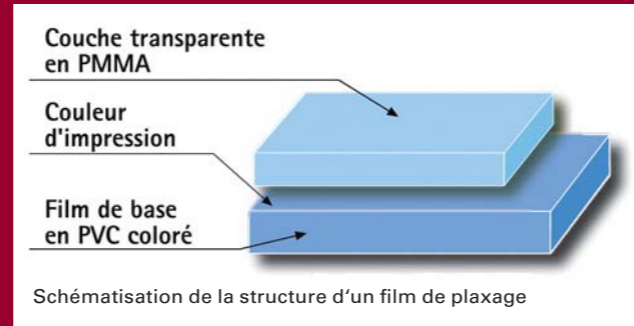 Couche transparente
en PMMA
Couleur
d'impression
Film de base
en PVC coloré
Schématisation de la structure d‘un film de plaxage